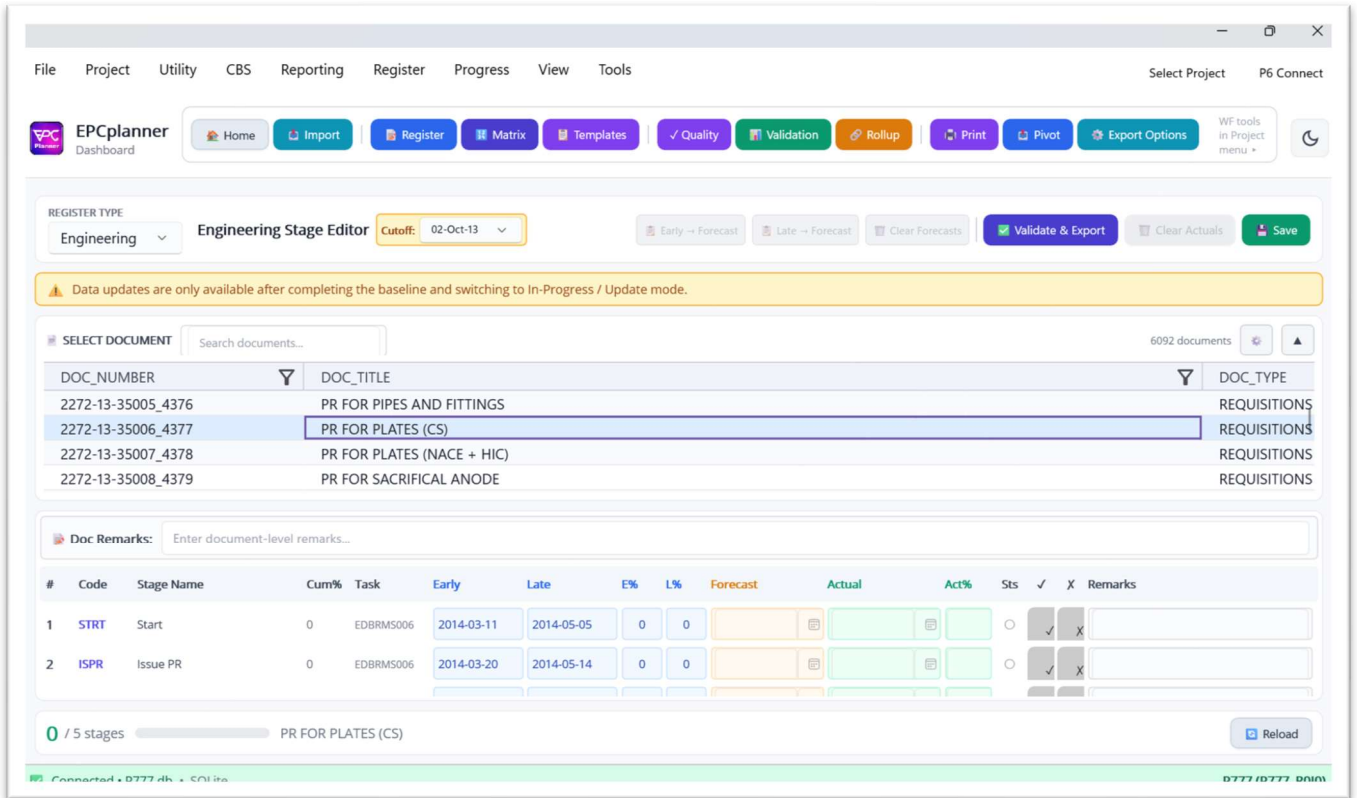 File Project Utility CBS Reporting Register Progress View Tools Select Project P6 Connect
EPC
Planner
EPCplanner
Dashboard
Home Import Register Matrix Templates ✓ Quality Validation Rollup Print Pivot Export Options
WF tools
in Project
menu
REGISTER TYPE
Engineering
Engineering Stage Editor Cutoff: 02-Oct-13
Early → Forecast Late → Forecast Clear Forecasts Validate & Export Clear Actuals Save
Data updates are only available after completing the baseline and switching to In-Progress / Update mode.
SELECT DOCUMENT Search documents... 6092 documents
DOC_NUMBER DOC_TITLE DOC_TYPE
2272-13-35005_4376 PR FOR PIPES AND FITTINGS REQUISITIONS
2272-13-35006_4377 PR FOR PLATES (CS) REQUISITIONS
2272-13-35007_4378 PR FOR PLATES (NACE + HIC) REQUISITIONS
2272-13-35008_4379 PR FOR SACRIFICAL ANODE REQUISITIONS
Doc Remarks: Enter document-level remarks...
# Code Stage Name Cum% Task Early Late E% L% Forecast Actual Act% Sts ✓ ✗ Remarks
1 STRT Start 0 EDBRMS006 2014-03-11 2014-05-05 0 0 ✓ ✗
2 ISPR Issue PR 0 EDBRMS006 2014-03-20 2014-05-14 0 0 ✓ ✗
0 / 5 stages PR FOR PLATES (CS) Reload
Connected • P777.db • SQLite